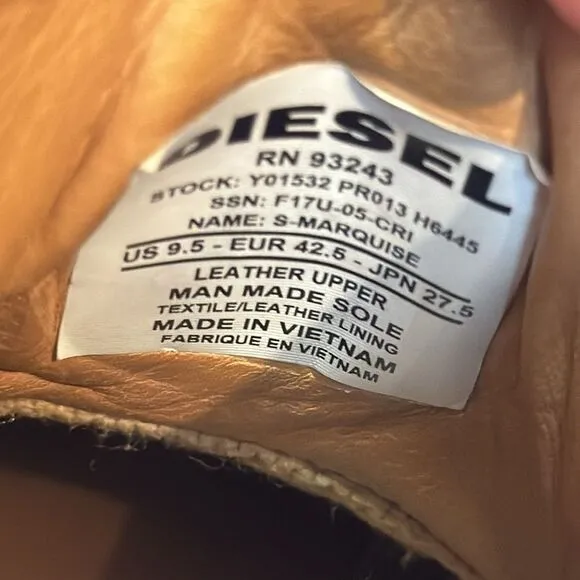 DIESEL
RN 93243
STOCK: Y01532 PR013 H6445
SSN: F17U-05-CRI
NAME: S-MARQUISE
US 9.5 - EUR 42.5 - JPN 27.5
LEATHER UPPER
MAN MADE SOLE
TEXTILE/LEATHER LINING
MADE IN VIETNAM
FABRIQUE EN VIETNAM